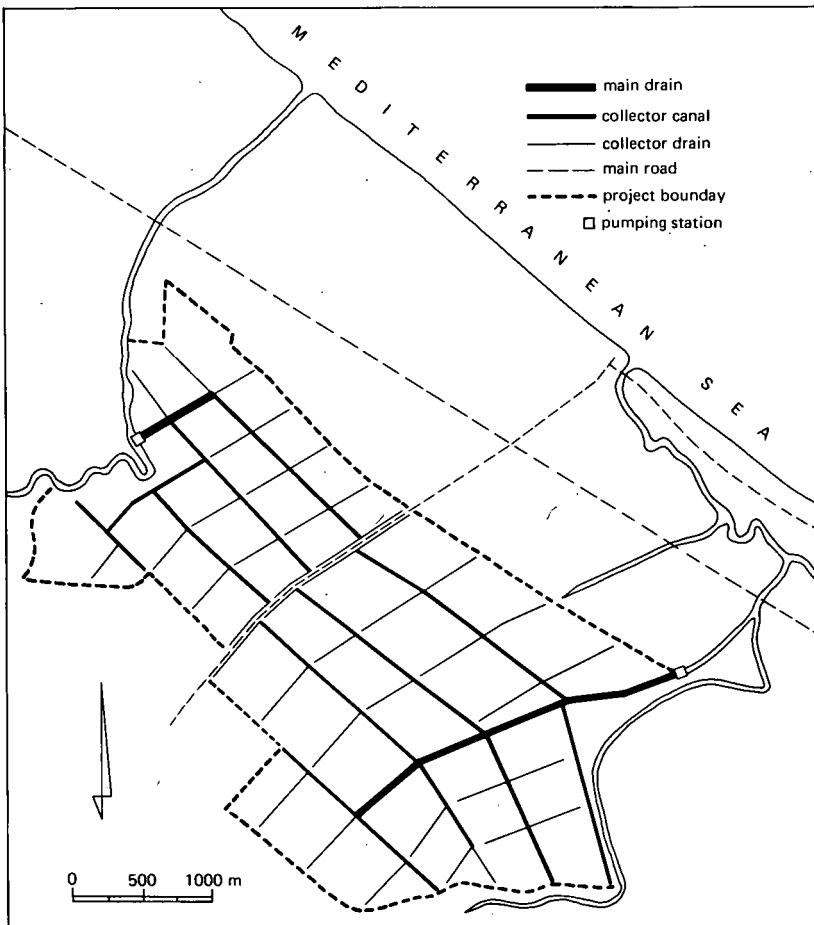 MEDITERRANEAN SEA
main drain
collector canal
collector drain
main road
project bounday
pumping station
0 500 1000 m